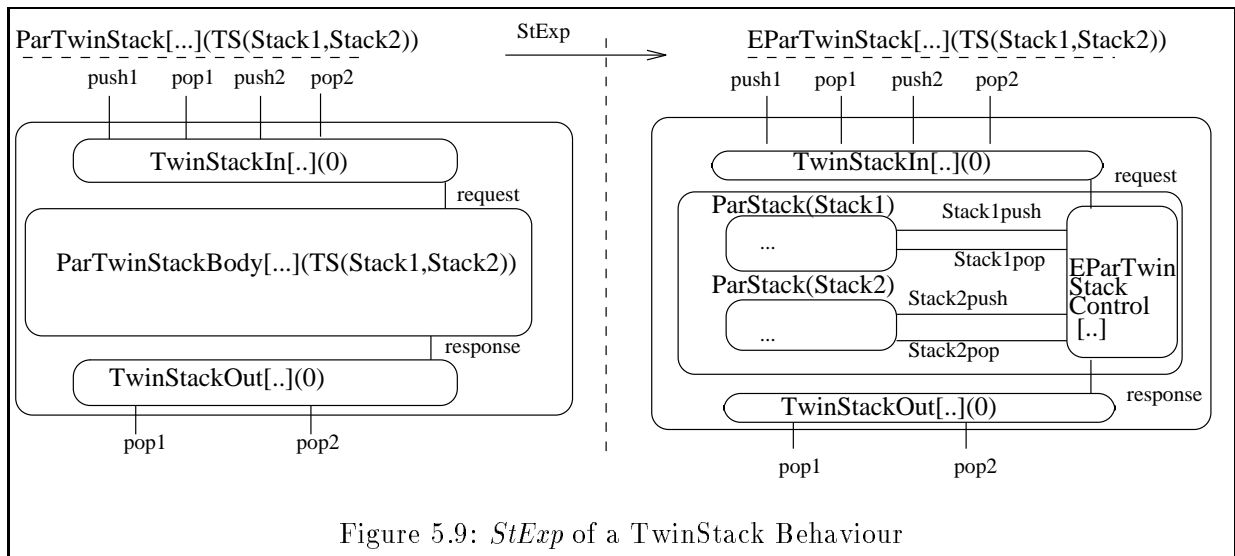 ParTwinStack[...](TS(Stack1,Stack2))
StExp
EParTwinStack[...](TS(Stack1,Stack2))
push1 pop1 push2 pop2
push1 pop1 push2 pop2
TwinStackIn[..](0)
request
ParTwinStackBody[...](TS(Stack1,Stack2))
response
TwinStackOut[..](0)
pop1 pop2
TwinStackIn[..](0)
request
ParStack(Stack1)
...
Stack1push
Stack1pop
ParStack(Stack2)
...
Stack2push
Stack2pop
EParTwin
Stack
Control
[..]
response
TwinStackOut[..](0)
pop1 pop2
Figure 5.9: StExp of a TwinStack Behaviour